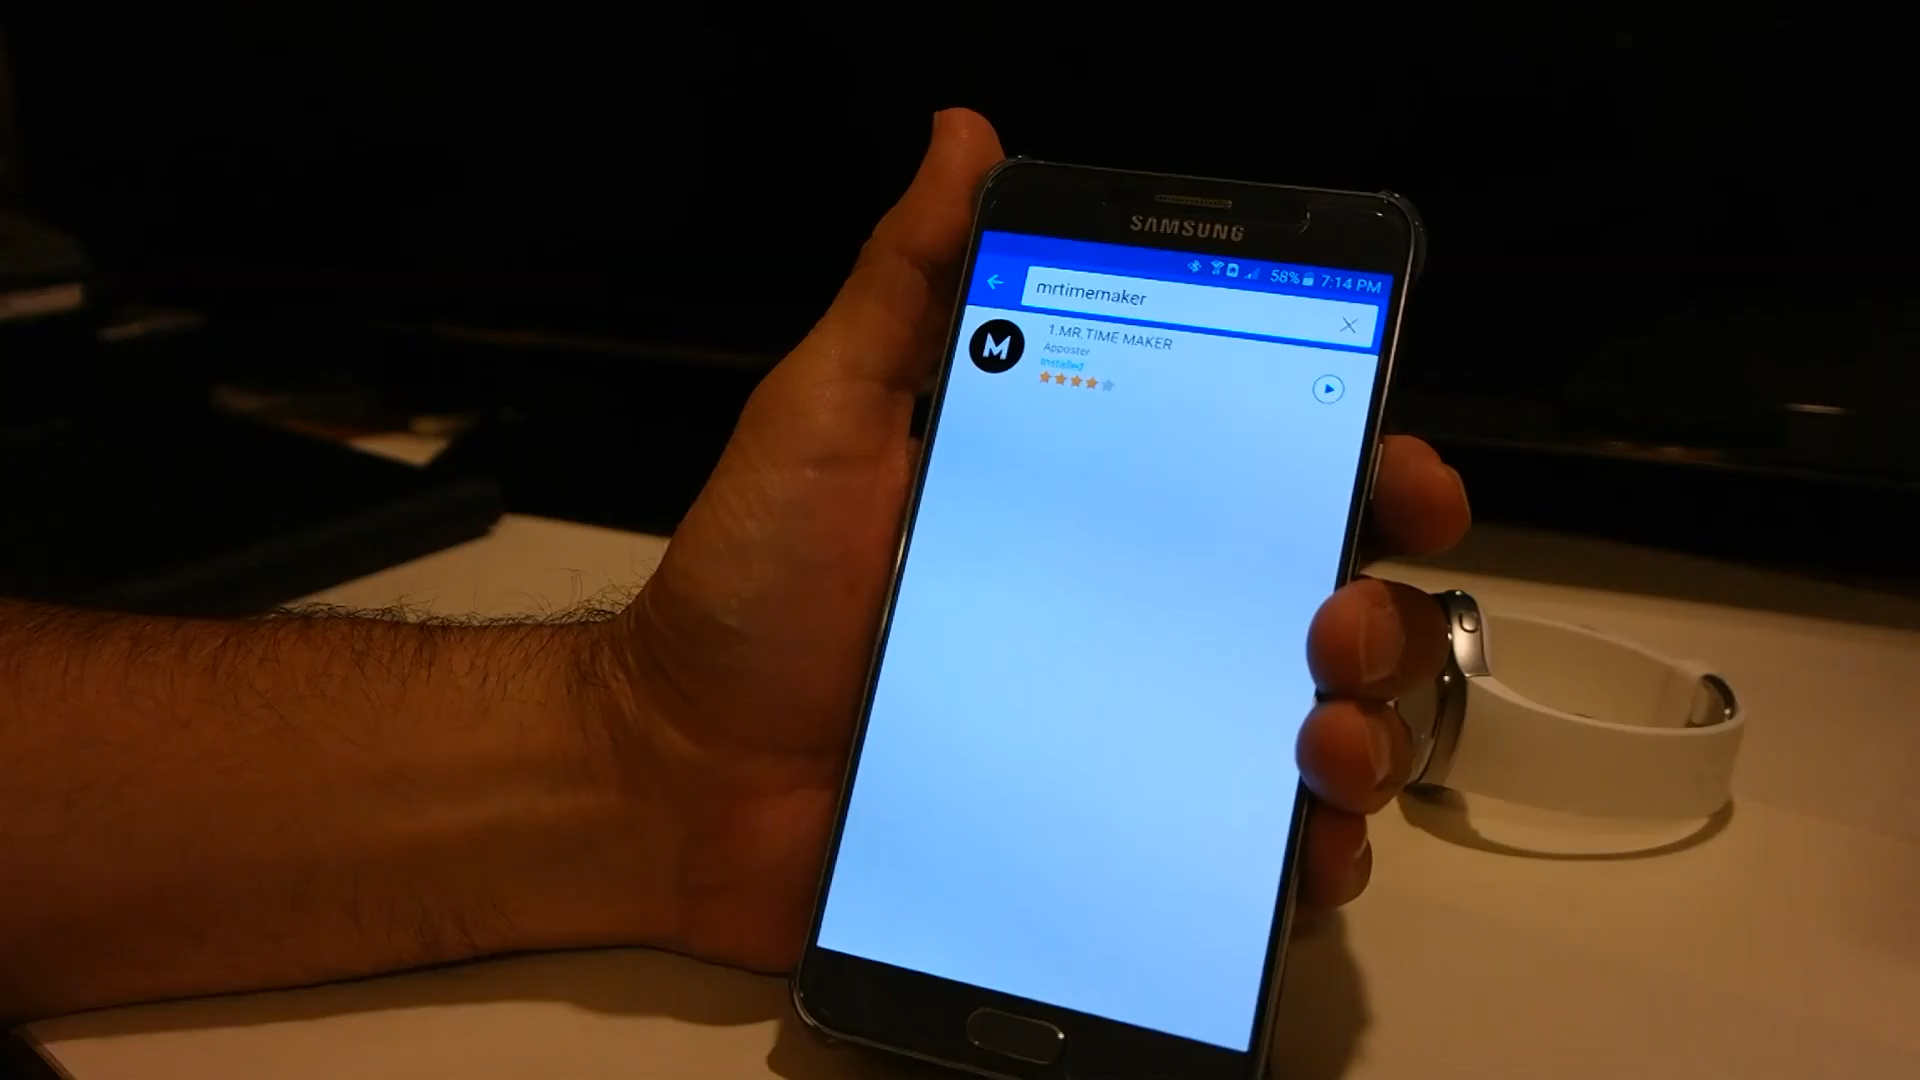 SAMSUNG
58% 7:14 PM
mrtimemaker
M
1.MR.TIME MAKER
Apposter
Installed